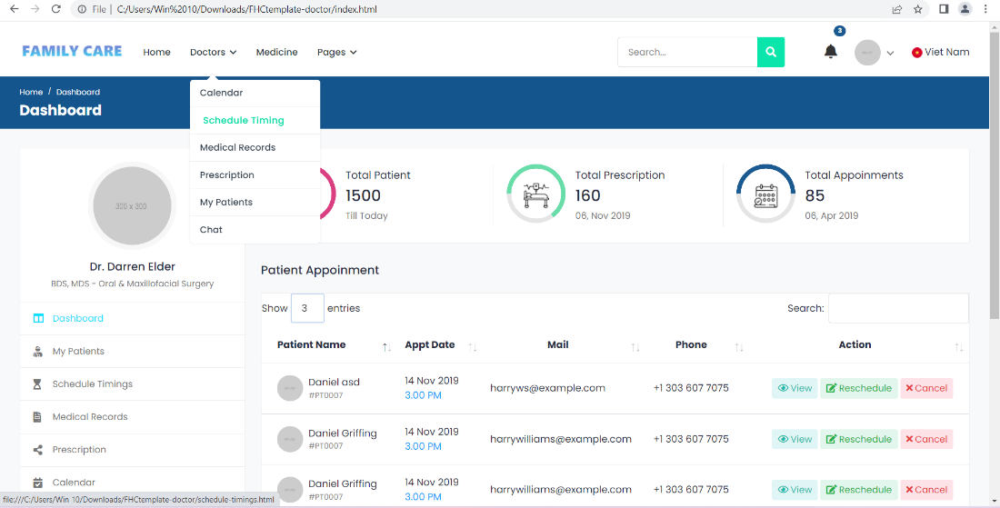 File | C:/Users/Win%2010/Downloads/FHCtemplate-doctor/index.html
3
FAMILY CARE Home Doctors Medicine Pages Search... Viet Nam
Home / Dashboard
Dashboard
Calendar
Schedule Timing
Medical Records
Prescription
My Patients
Chat
300 x 300
Dr. Darren Elder
BDS, MDS - Oral & Maxillofacial Surgery
Dashboard
My Patients
Schedule Timings
Medical Records
Prescription
Calendar
Total Patient
1500
Till Today
Total Prescription
160
06, Nov 2019
Total Appoinments
85
06, Apr 2019
Patient Appoinment
Show 3 entries Search:
Patient Name Appt Date Mail Phone Action
Daniel asd
#PT0007
14 Nov 2019
3.00 PM
harryws@example.com
+1 303 607 7075
View Reschedule Cancel
Daniel Griffing
#PT0007
14 Nov 2019
3.00 PM
harrywilliams@example.com
+1 303 607 7075
View Reschedule Cancel
Daniel Griffing
#PT0007
14 Nov 2019
3.00 PM
harrywilliams@example.com
+1 303 607 7075
View Reschedule Cancel
file:///C:/Users/Win 10/Downloads/FHCtemplate-doctor/schedule-timings.html